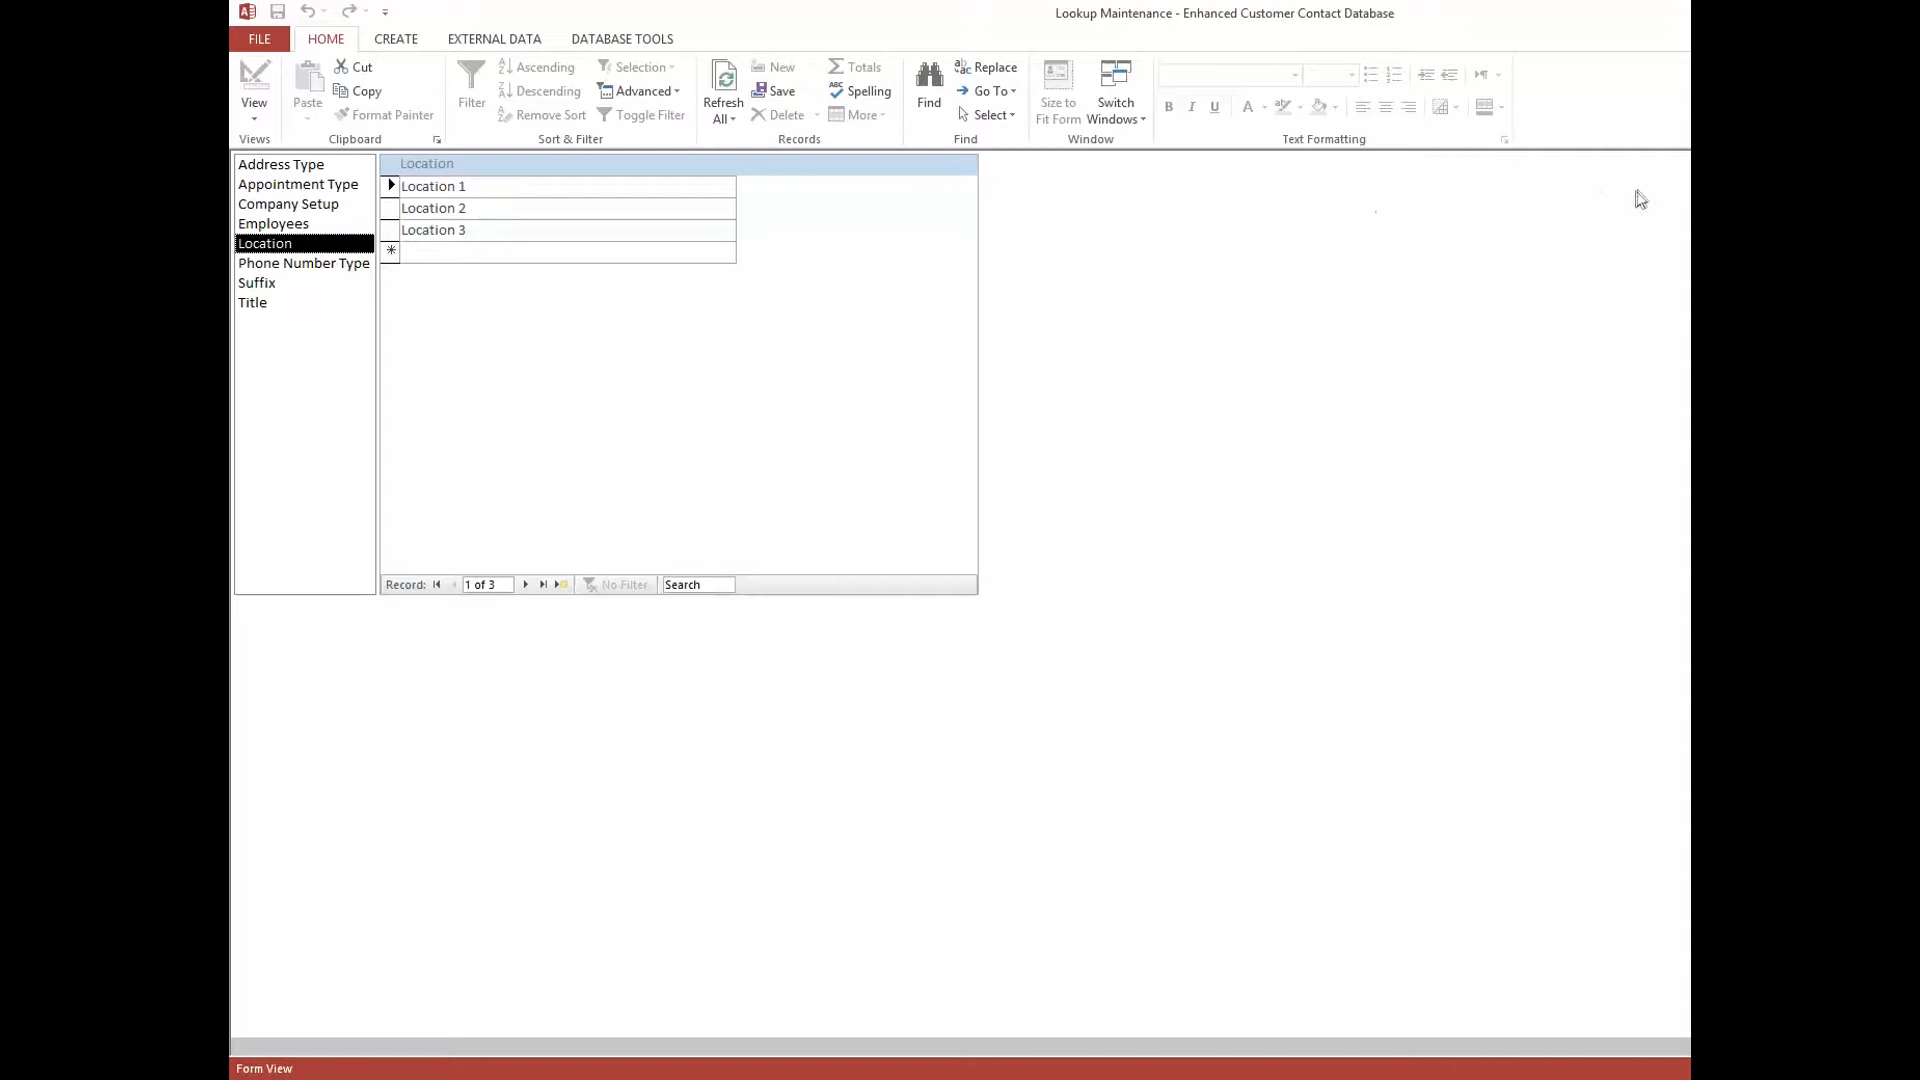 Lookup Maintenance - Enhanced Customer Contact Database
FILE HOME CREATE EXTERNAL DATA DATABASE TOOLS
View
Views
Paste
Cut
Copy
Format Painter
Clipboard
Filter
Ascending
Descending
Remove Sort
Selection
Advanced
Toggle Filter
Sort & Filter
Refresh
All
New
Save
Delete
Totals
Spelling
More
Records
Find
Replace
Go To
Select
Find
Size to
Fit Form
Switch
Windows
Window
B I U A
Text Formatting
Address Type
Appointment Type
Company Setup
Employees
Location
Phone Number Type
Suffix
Title
Location
Location 1
Location 2
Location 3
Record: 1 of 3 No Filter Search
Form View